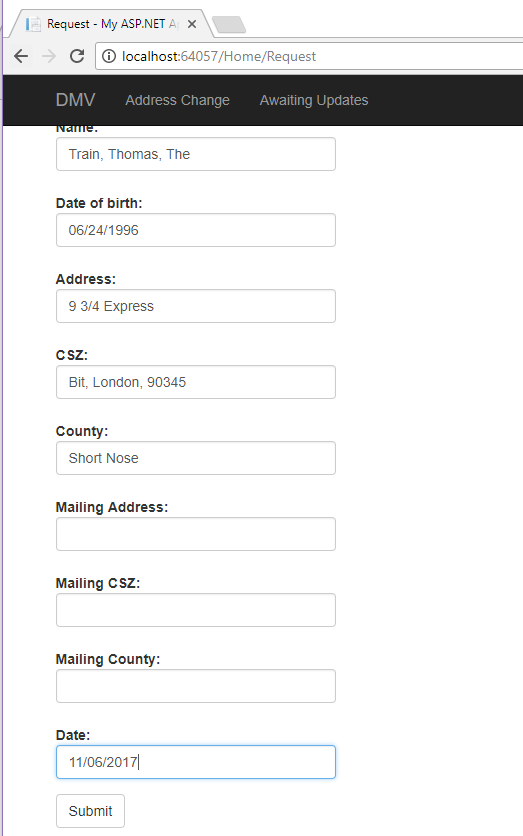 Request - My ASP.NET A
localhost:64057/Home/Request
DMV Address Change Awaiting Updates
Name:
Train, Thomas, The
Date of birth:
06/24/1996
Address:
9 3/4 Express
CSZ:
Bit, London, 90345
County:
Short Nose
Mailing Address:
Mailing CSZ:
Mailing County:
Date:
11/06/2017
Submit